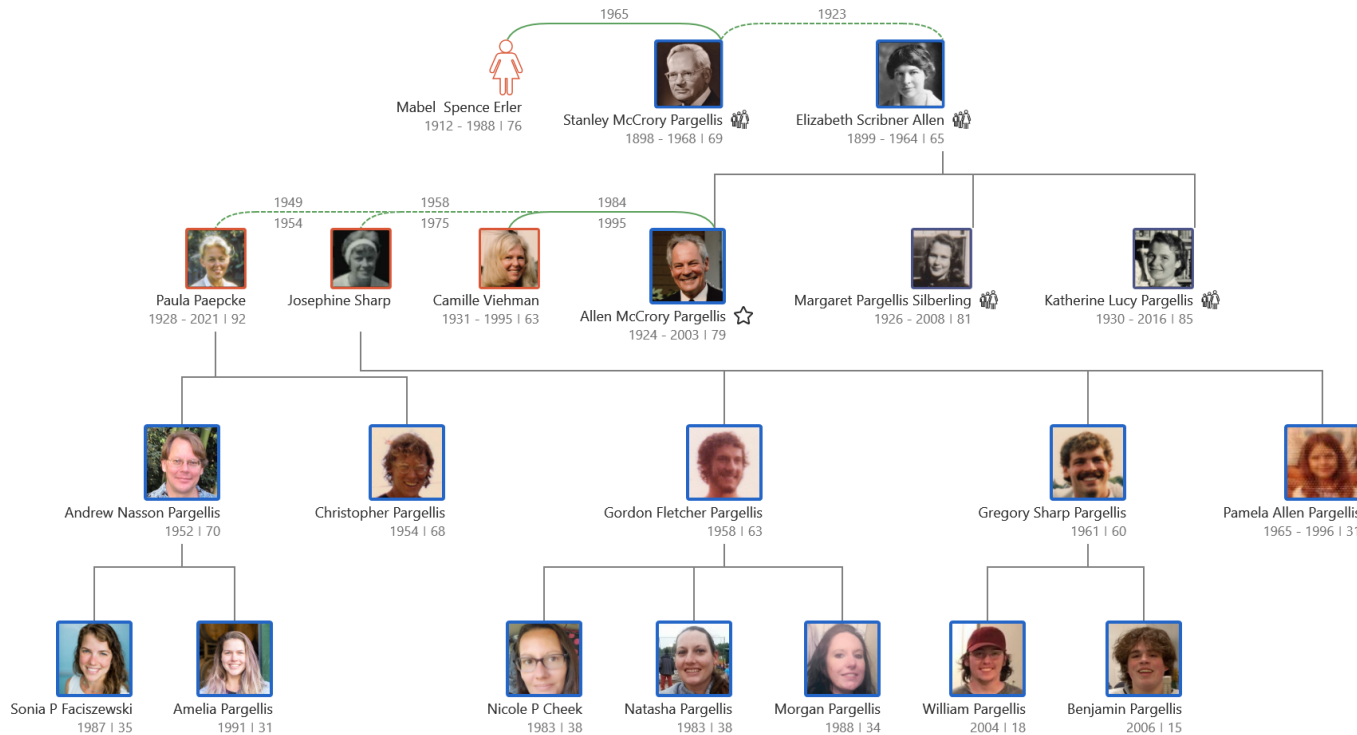 1965
1923
Mabel  Spence Erler
1912 - 1988 | 76
Stanley McCrory Pargellis
1898 - 1968 | 69
Elizabeth Scribner Allen
1899 - 1964 | 65
1949
1954
1958
1975
1984
1995
Paula Paepcke
1928 - 2021 | 92
Josephine Sharp
Camille Viehman
1931 - 1995 | 63
Allen McCrory Pargellis
1924 - 2003 | 79
Margaret Pargellis Silberling
1926 - 2008 | 81
Katherine Lucy Pargellis
1930 - 2016 | 85
Andrew Nasson Pargellis
1952 | 70
Christopher Pargellis
1954 | 68
Gordon Fletcher Pargellis
1958 | 63
Gregory Sharp Pargellis
1961 | 60
Pamela Allen Pargellis
1965 - 1996 | 31
Sonia P Faciszewski
1987 | 35
Amelia Pargellis
1991 | 31
Nicole P Cheek
1983 | 38
Natasha Pargellis
1983 | 38
Morgan Pargellis
1988 | 34
William Pargellis
2004 | 18
Benjamin Pargellis
2006 | 15